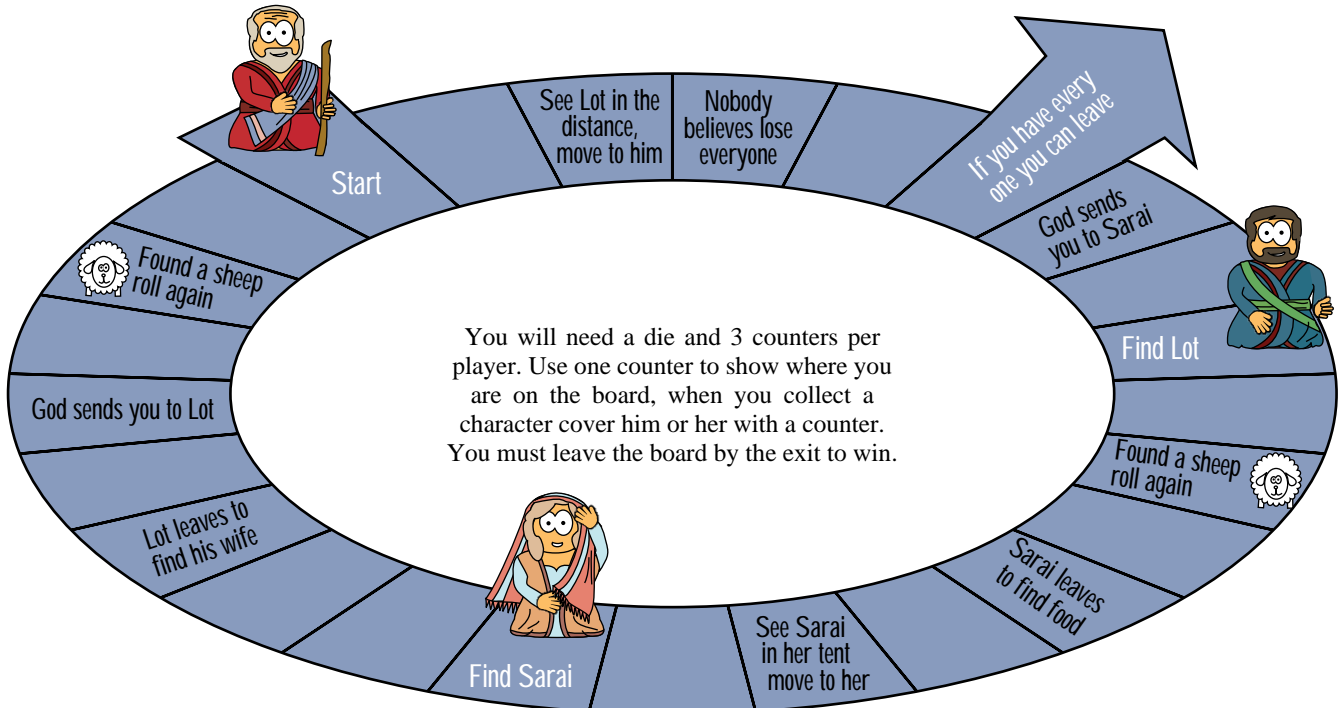 Start
See Lot in the
distance,
move to him
Nobody
believes lose
everyone
If you have every
one you can leave
God sends
you to Sarai
Find Lot
Found a sheep
roll again
Sarai leaves
to find food
See Sarai
in her tent
move to her
Find Sarai
Lot leaves to
find his wife
God sends you to Lot
Found a sheep
roll again
You will need a die and 3 counters per
player. Use one counter to show where you
are on the board, when you collect a
character cover him or her with a counter.
You must leave the board by the exit to win.